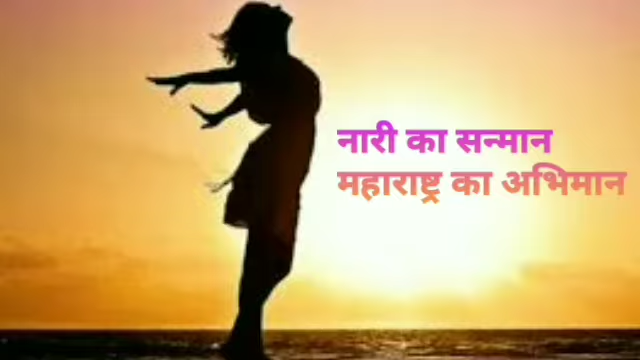 नारी का सन्मान
महाराष्ट्र का अभिमान